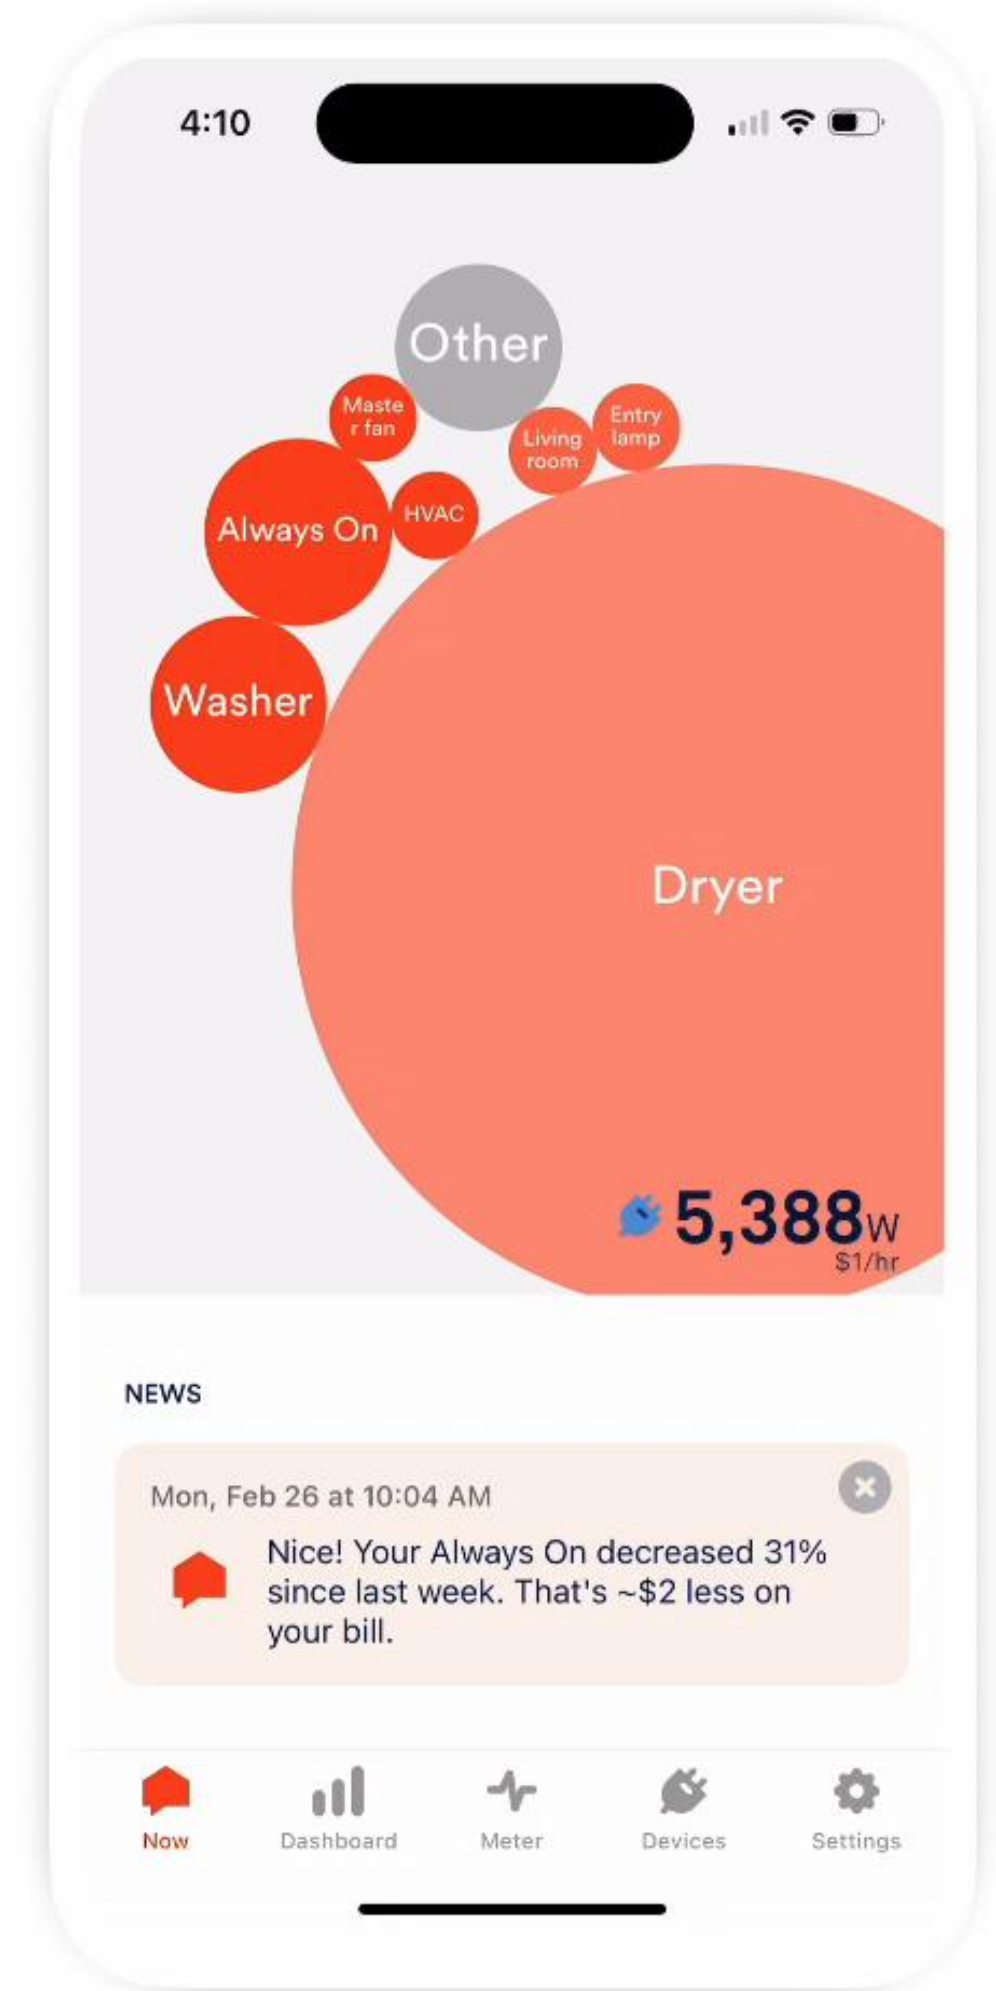 4:10
Other
Maste
r fan
Entry
lamp
Living
room
HVAC
Always On
Washer
Dryer
5,388W
$1/hr
NEWS
Mon, Feb 26 at 10:04 AM
Nice! Your Always On decreased 31%
since last week. That's ~$2 less on
your bill.
Now
Dashboard
Meter
Devices
Settings